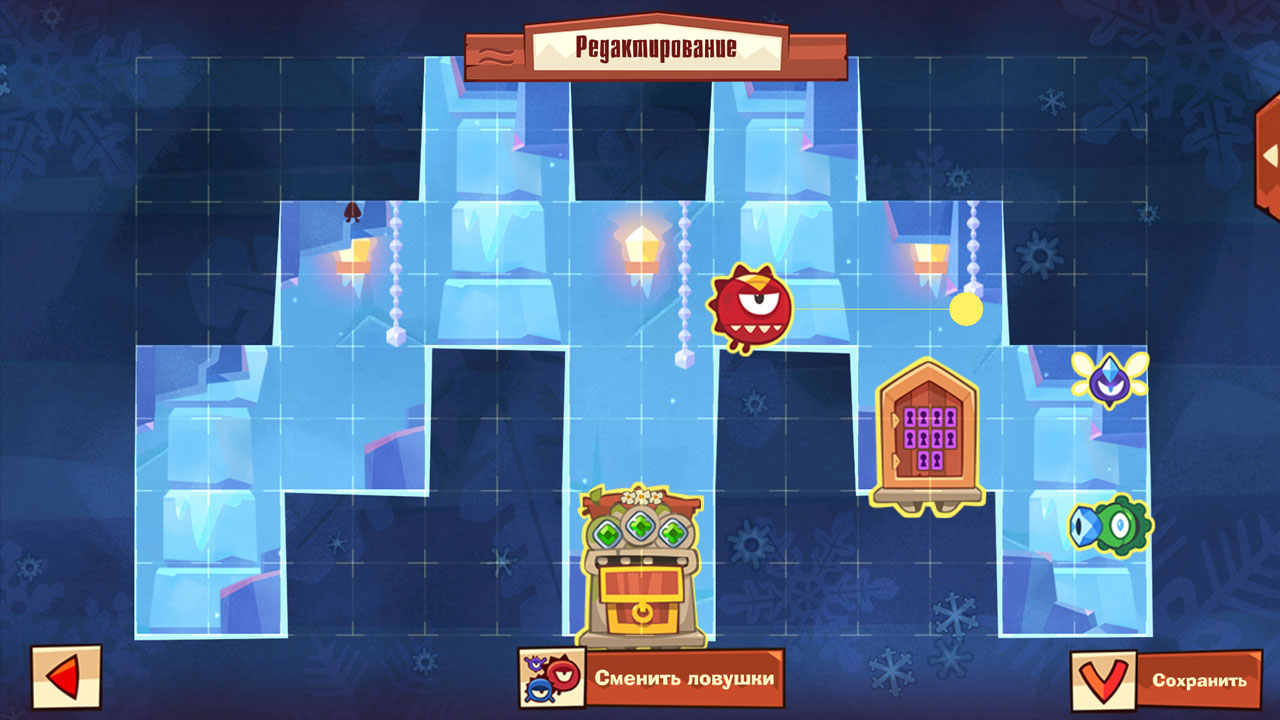 Редактирование
Сменить ловушки
Сохранить